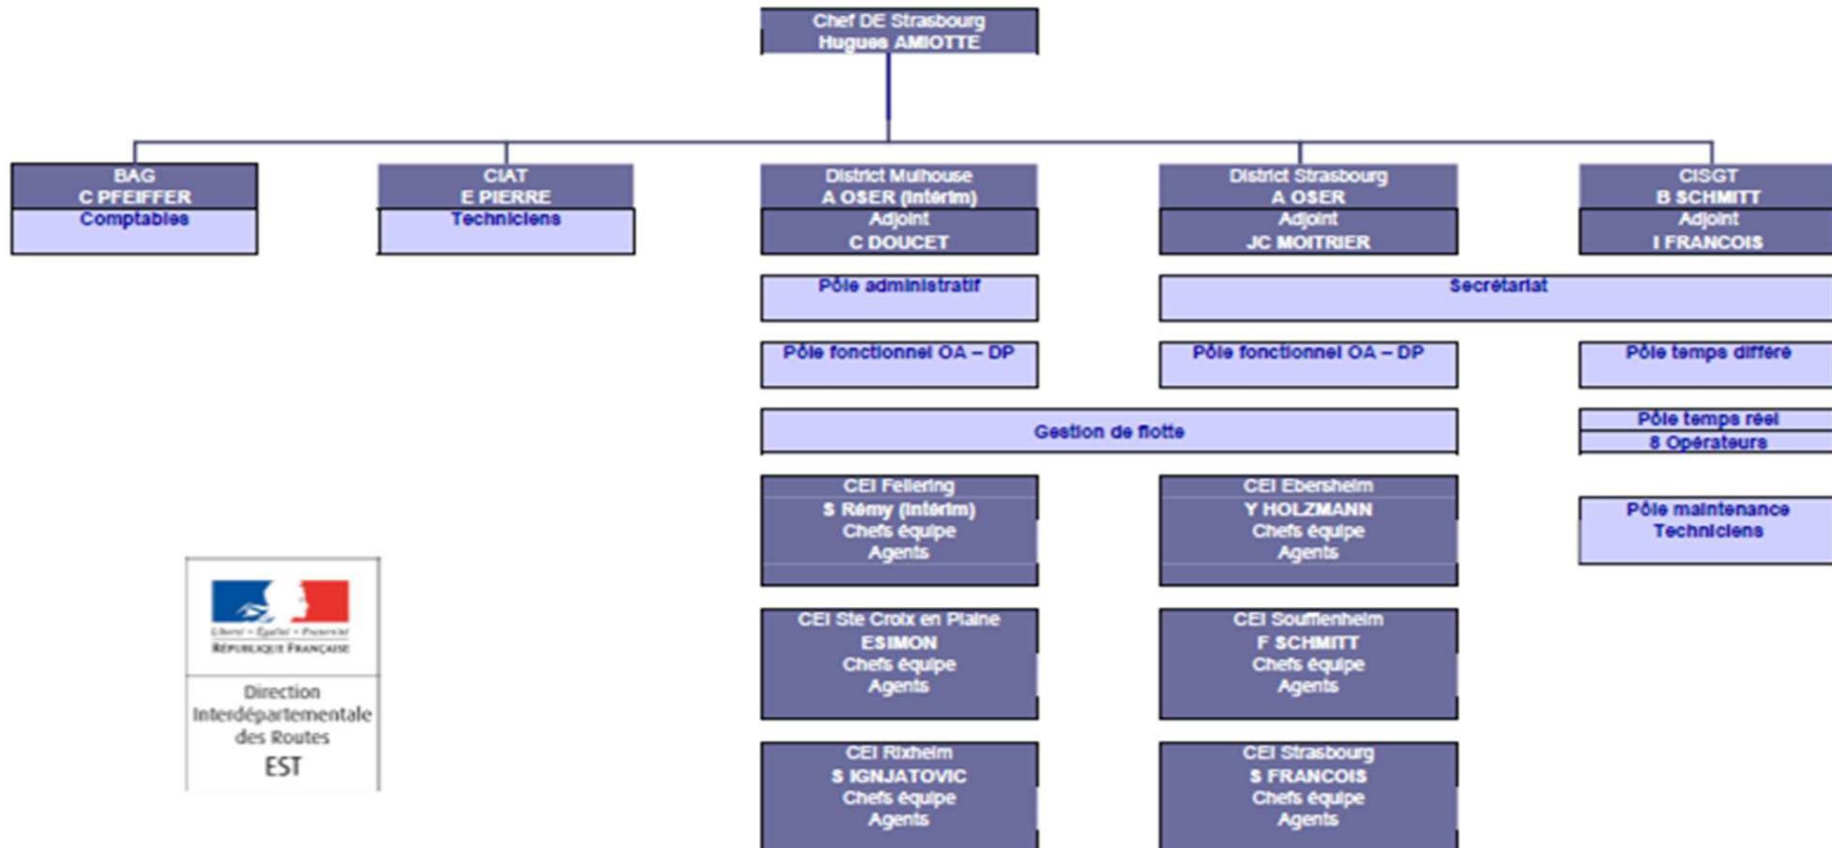 Chef DE Strasbourg
Hugues AMIOTTE
BAG
C PFEIFFER
Comptables
CIAT
E PIERRE
Techniciens
District Mulhouse
A OSER (Intérim)
Adjoint
C DOUCET
District Strasbourg
A OSER
Adjoint
JC MOITRIER
CISGT
B SCHMITT
Adjoint
I FRANCOIS
Pôle administratif
Secrétariat
Pôle fonctionnel OA – DP
Pôle fonctionnel OA – DP
Pôle temps différé
Gestion de flotte
Pôle temps réel
8 Opérateurs
CEI Fellering
S Rémy (Intérim)
Chefs équipe
Agents
CEI Ebersheim
Y HOLZMANN
Chefs équipe
Agents
Pôle maintenance
Techniciens
CEI Ste Croix en Plaine
ESIMON
Chefs équipe
Agents
CEI Soufflenheim
F SCHMITT
Chefs équipe
Agents
CEI Rixheim
S IGNJATOVIC
Chefs équipe
Agents
CEI Strasbourg
S FRANCOIS
Chefs équipe
Agents
Liberté • Égalité • Fraternité
RÉPUBLIQUE FRANÇAISE
Direction
Interdépartementale
des Routes
EST